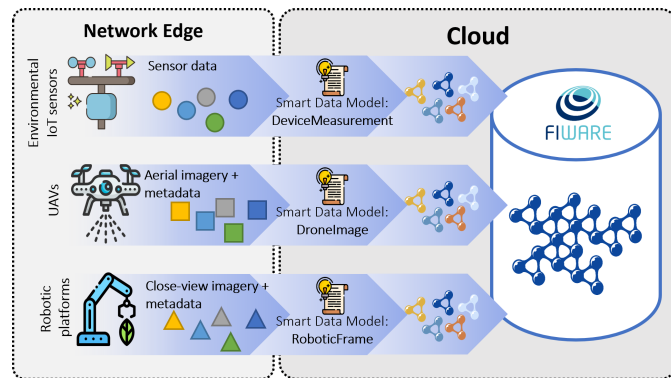 Network Edge
Cloud
Environmental
IoT sensors
Sensor data
Smart Data Model:
DeviceMeasurement
FIWARE
UAVs
Aerial imagery +
metadata
Smart Data Model:
DroneImage
Robotic
platforms
Close-view imagery +
metadata
Smart Data Model:
RoboticFrame